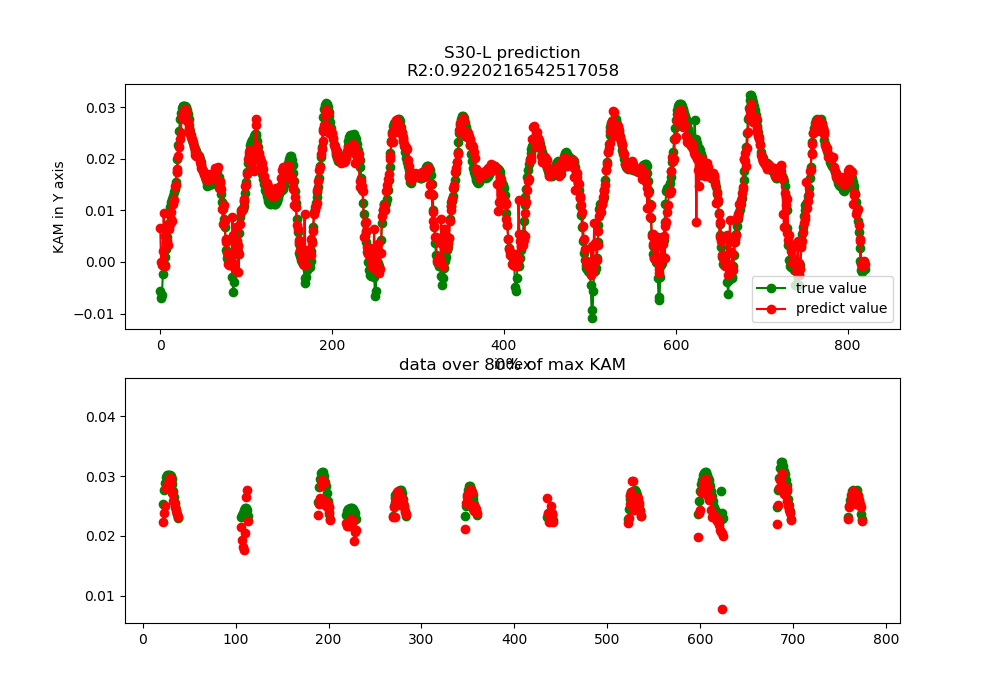 S30-L prediction
R2:0.9220216542517058
KAM in Y axis
0.03
0.02
0.01
0.00
−0.01
true value
predict value
0 200 400 600 800
index
data over 80% of max KAM
0.04
0.03
0.02
0.01
0 100 200 300 400 500 600 700 800